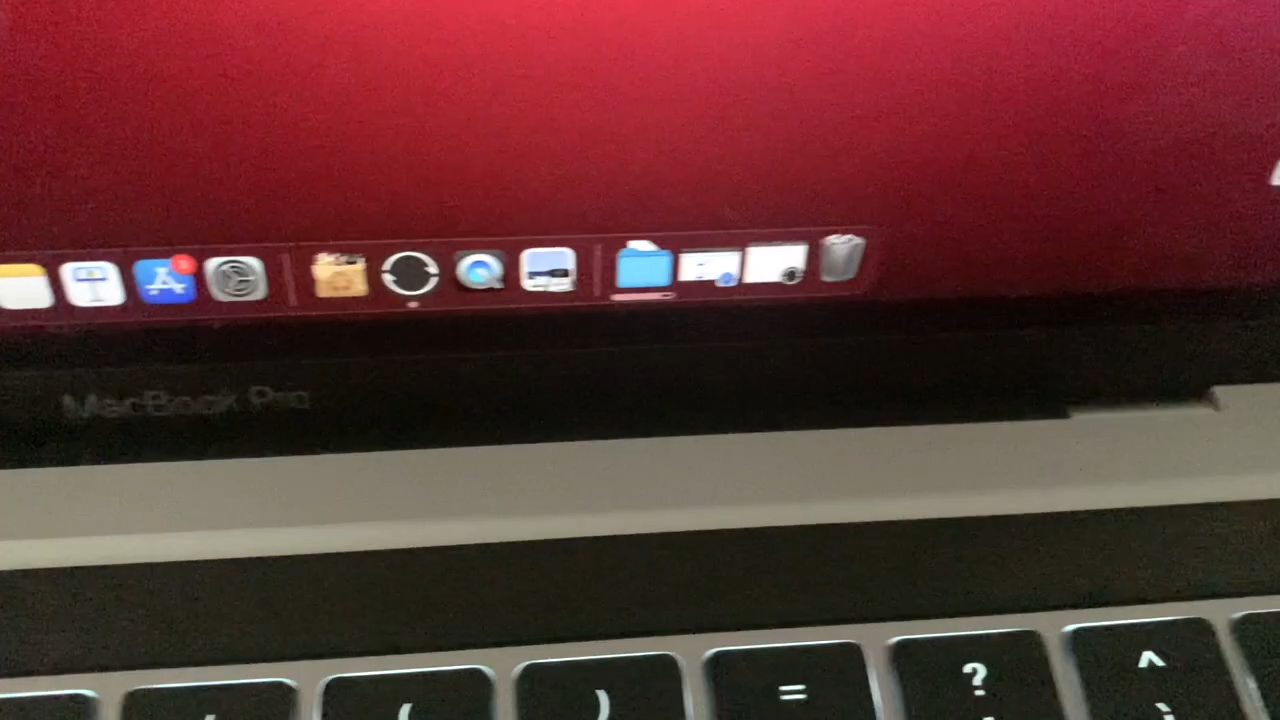 MacBook Pro
/ ( ) = ? ^
' ì